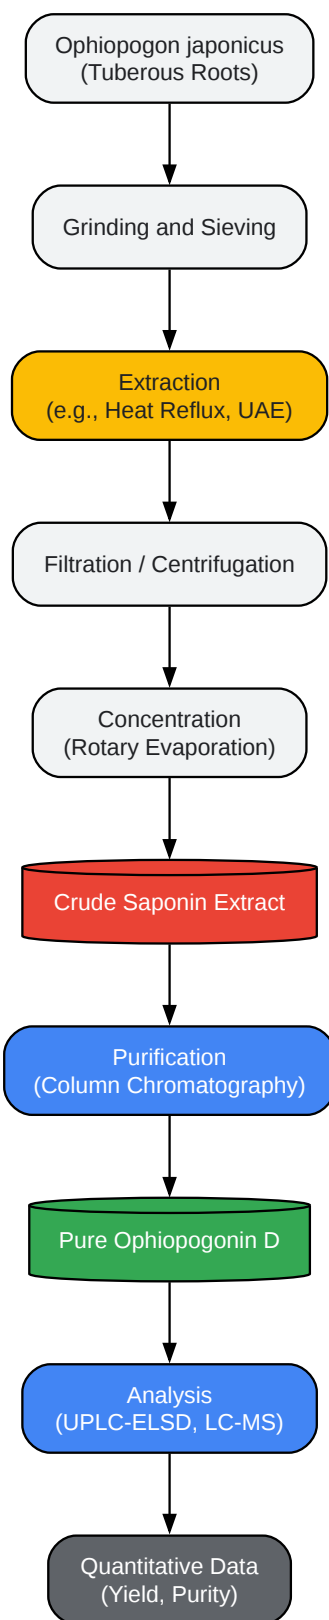 Ophiopogon japonicus
(Tuberous Roots)
Grinding and Sieving
Extraction
(e.g., Heat Reflux, UAE)
Filtration / Centrifugation
Concentration
(Rotary Evaporation)
Crude Saponin Extract
Purification
(Column Chromatography)
Pure Ophiopogonin D
Analysis
(UPLC-ELSD, LC-MS)
Quantitative Data
(Yield, Purity)